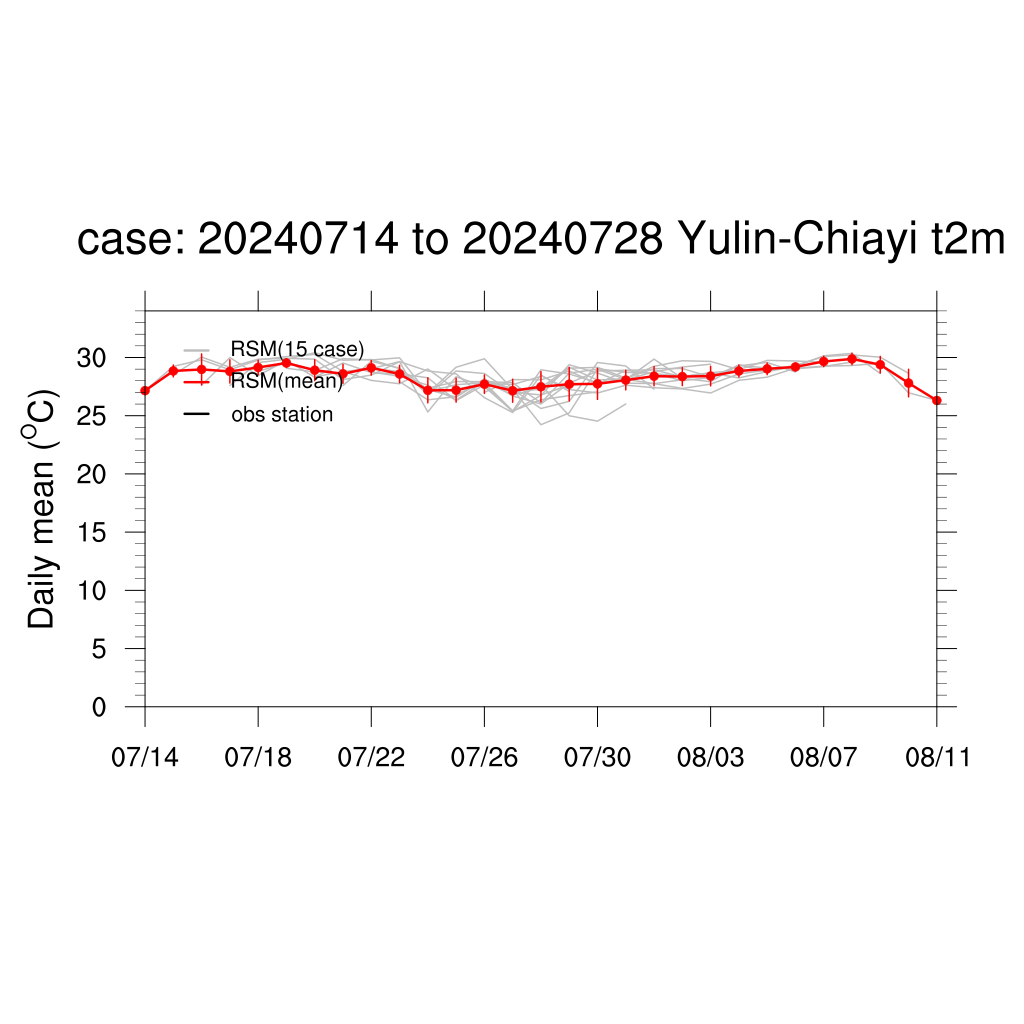 case: 20240714 to 20240728 Yulin-Chiayi t2m
Daily mean (°C)
30
25
20
15
10
5
0
RSM(15 case)
RSM(mean)
obs station
07/14 07/18 07/22 07/26 07/30 08/03 08/07 08/11